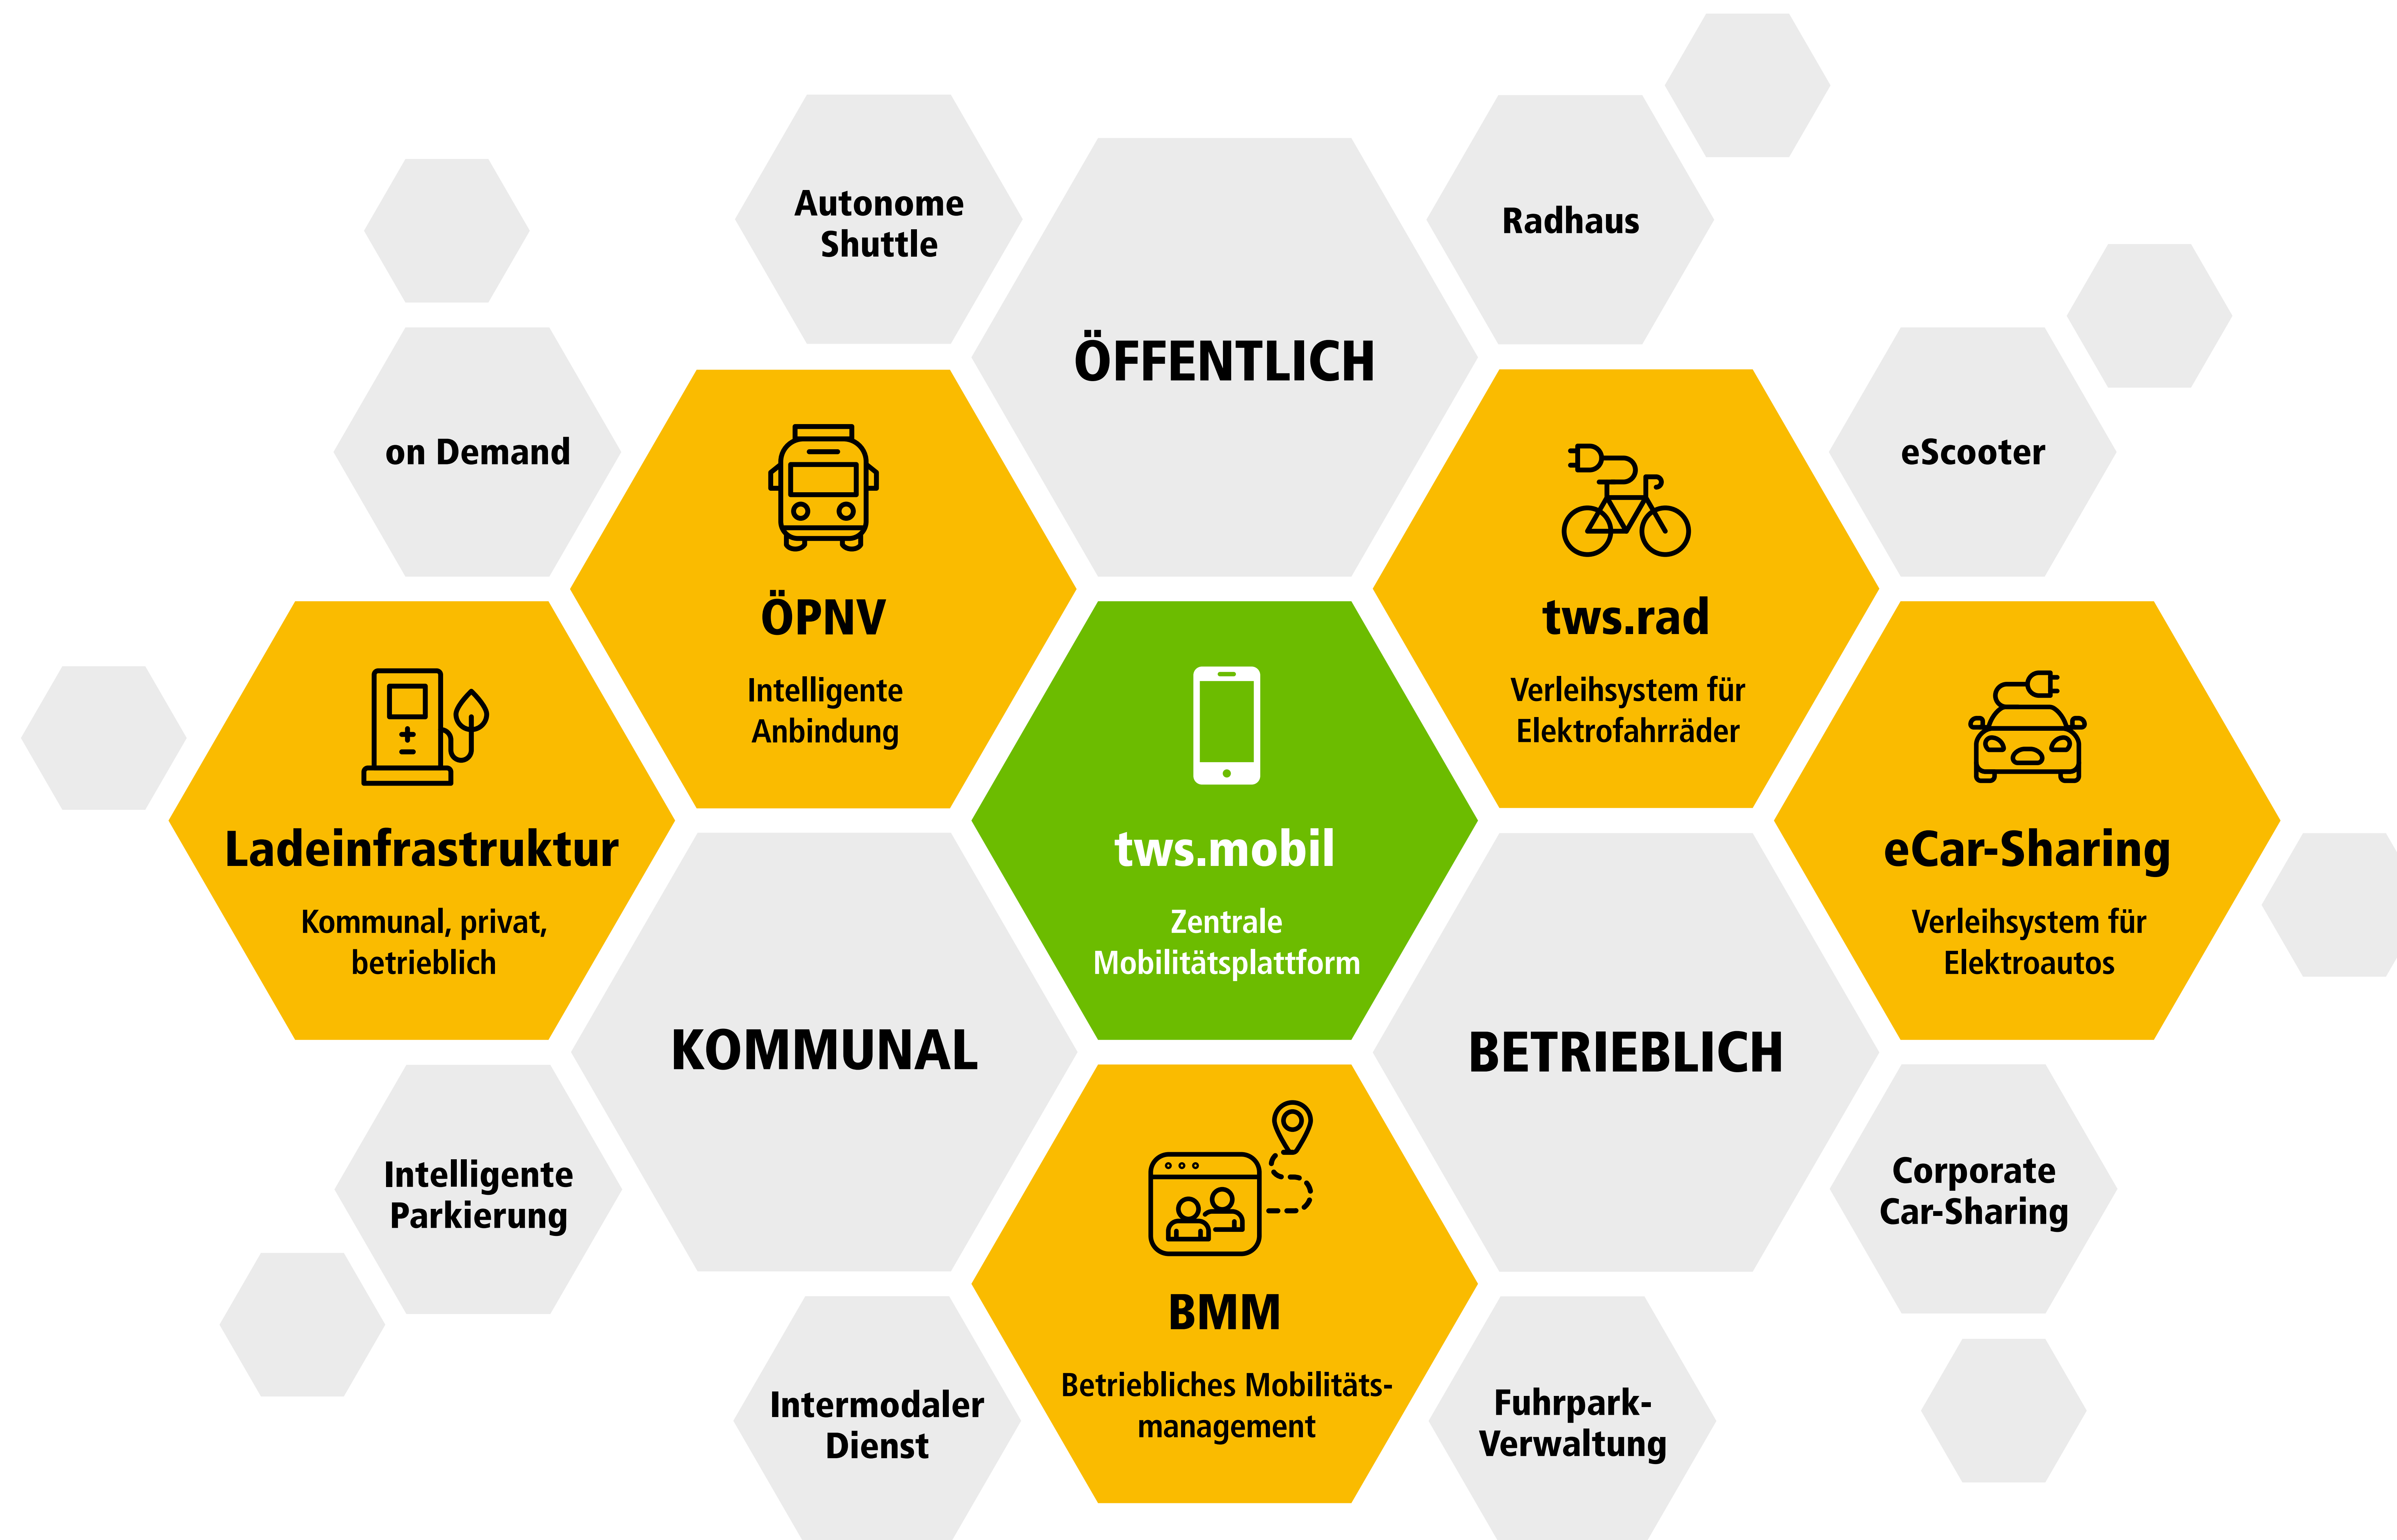 Autonome
Shuttle
Radhaus
ÖFFENTLICH
on Demand
eScooter
ÖPNV
Intelligente
Anbindung
tws.rad
Verleihsystem für
Elektrofahrräder
Ladeinfrastruktur
Kommunal, privat,
betrieblich
tws.mobil
Zentrale
Mobilitätsplattform
eCar-Sharing
Verleihsystem für
Elektroautos
KOMMUNAL
BETRIEBLICH
Intelligente
Parkierung
Corporate
Car-Sharing
BMM
Betriebliches Mobilitäts-
management
Intermodaler
Dienst
Fuhrpark-
Verwaltung